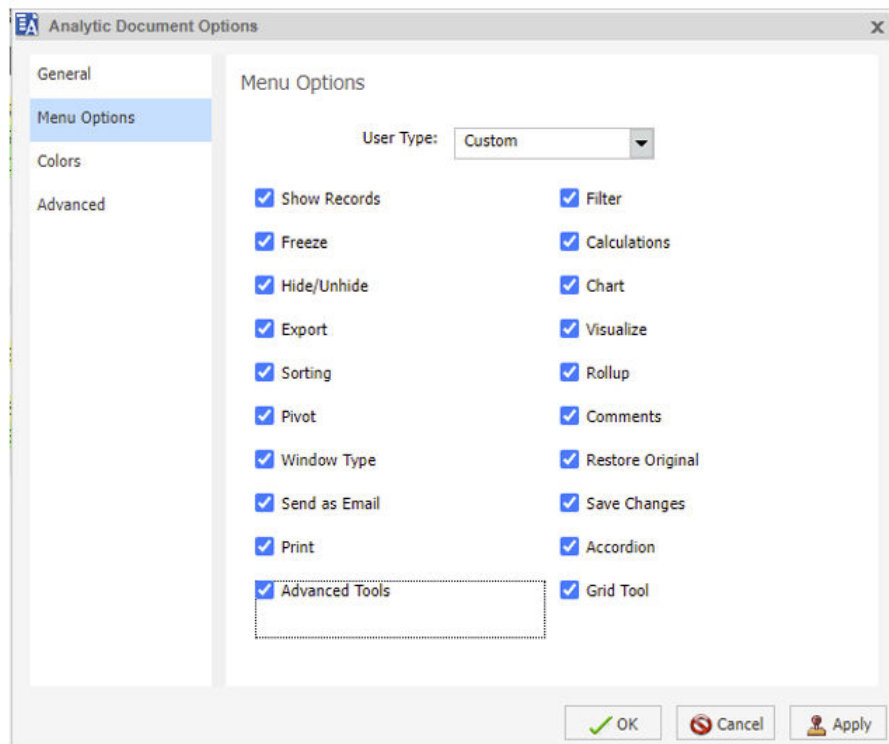 Analytic Document Options
General
Menu Options
Colors
Advanced
Menu Options
User Type: Custom
Show Records Filter
Freeze Calculations
Hide/Unhide Chart
Export Visualize
Sorting Rollup
Pivot Comments
Window Type Restore Original
Send as Email Save Changes
Print Accordion
Advanced Tools Grid Tool
OK Cancel Apply